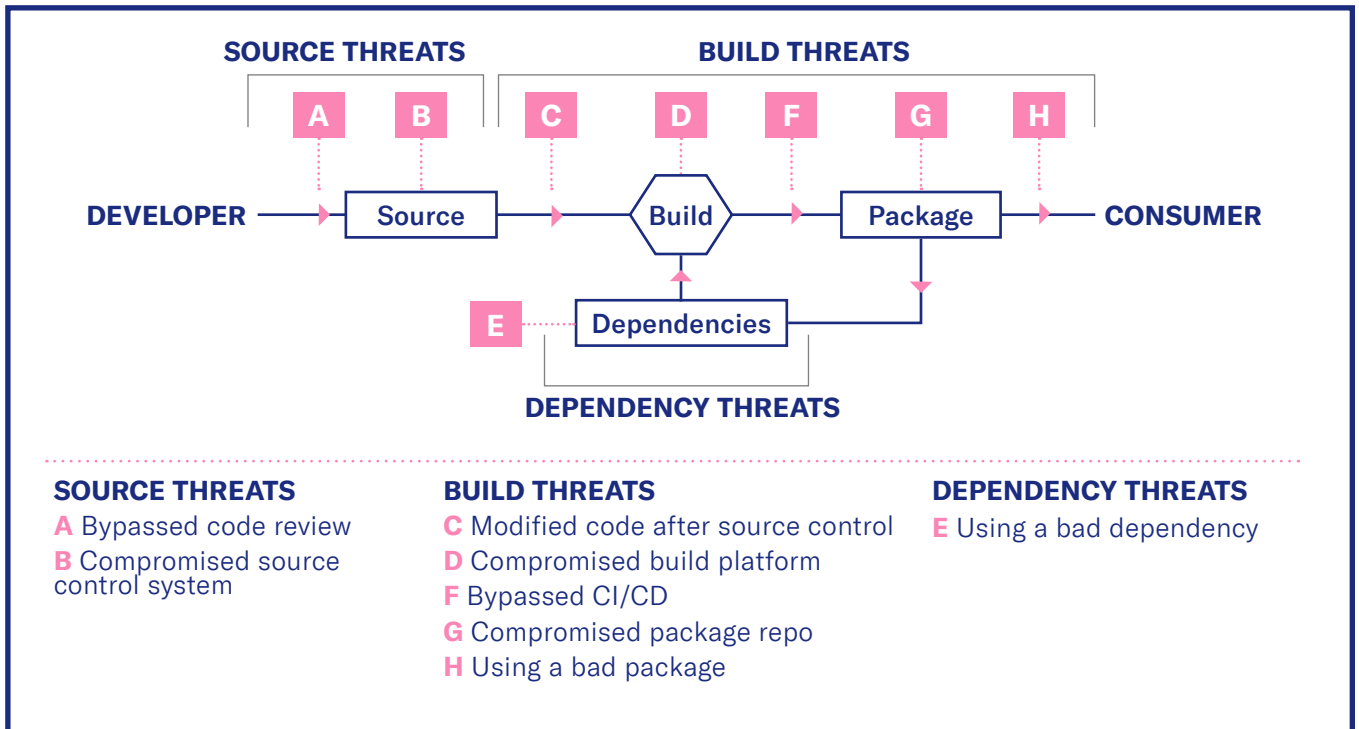 SOURCE THREATS
BUILD THREATS
A
B
C
D
F
G
H
DEVELOPER
Source
Build
Package
CONSUMER
E
Dependencies
DEPENDENCY THREATS
SOURCE THREATS
A Bypassed code review
B Compromised source
control system
BUILD THREATS
C Modified code after source control
D Compromised build platform
F Bypassed CI/CD
G Compromised package repo
H Using a bad package
DEPENDENCY THREATS
E Using a bad dependency